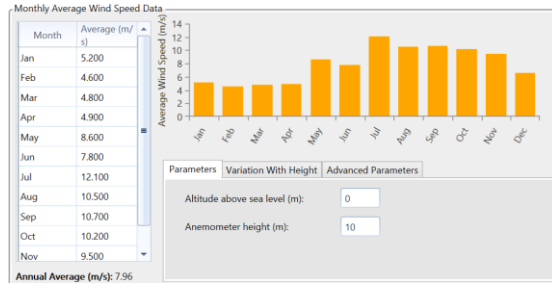 Monthly Average Wind Speed Data
Month Average (m/
s)
Jan 5.200
Feb 4.600
Mar 4.800
Apr 4.900
May 8.600
Jun 7.800
Jul 12.100
Aug 10.500
Sep 10.700
Oct 10.200
Nov 9.500
Annual Average (m/s): 7.96
Average Wind Speed (m/s)
14
12
10
8
6
4
2
0
Jan Feb Mar Apr May Jun Jul Aug Sep Oct Nov Dec
Parameters Variation With Height Advanced Parameters
Altitude above sea level (m): 0
Anemometer height (m): 10